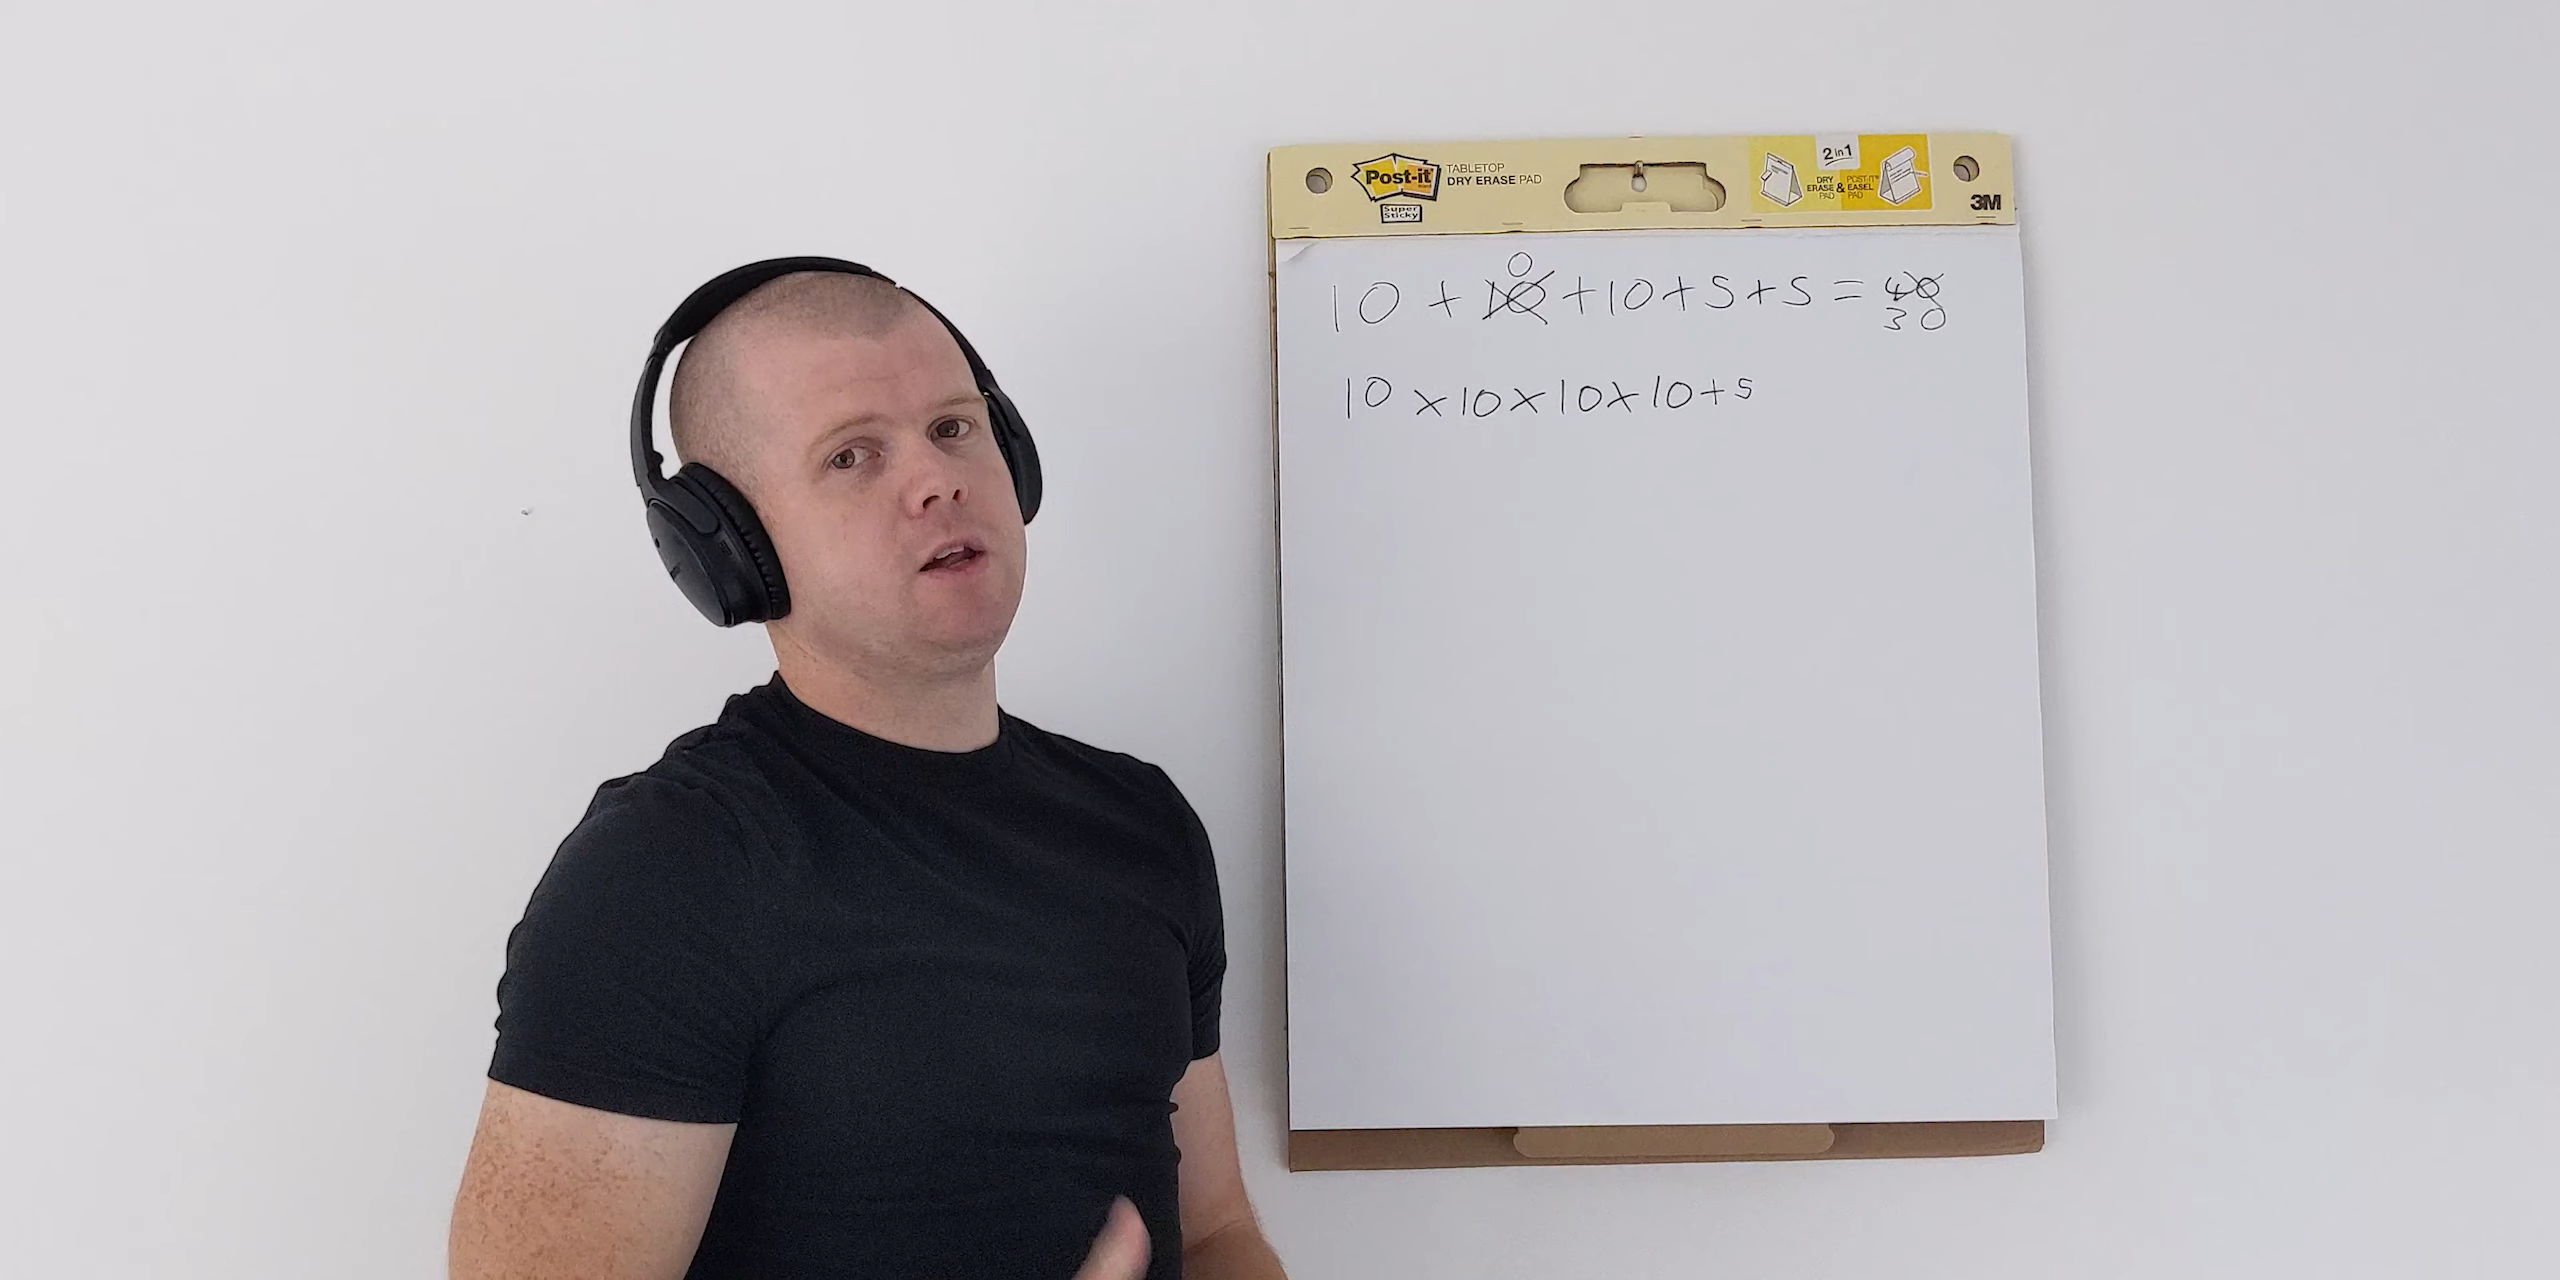 Post-it
Super Sticky
TABLETOP
DRY ERASE PAD
2 in 1
DRY ERASE PAD & POST-IT® EASEL PAD
3M
0
10 + 10 + 10 + 5 + 5 = 40
30
10 × 10 × 10 × 10 + 5